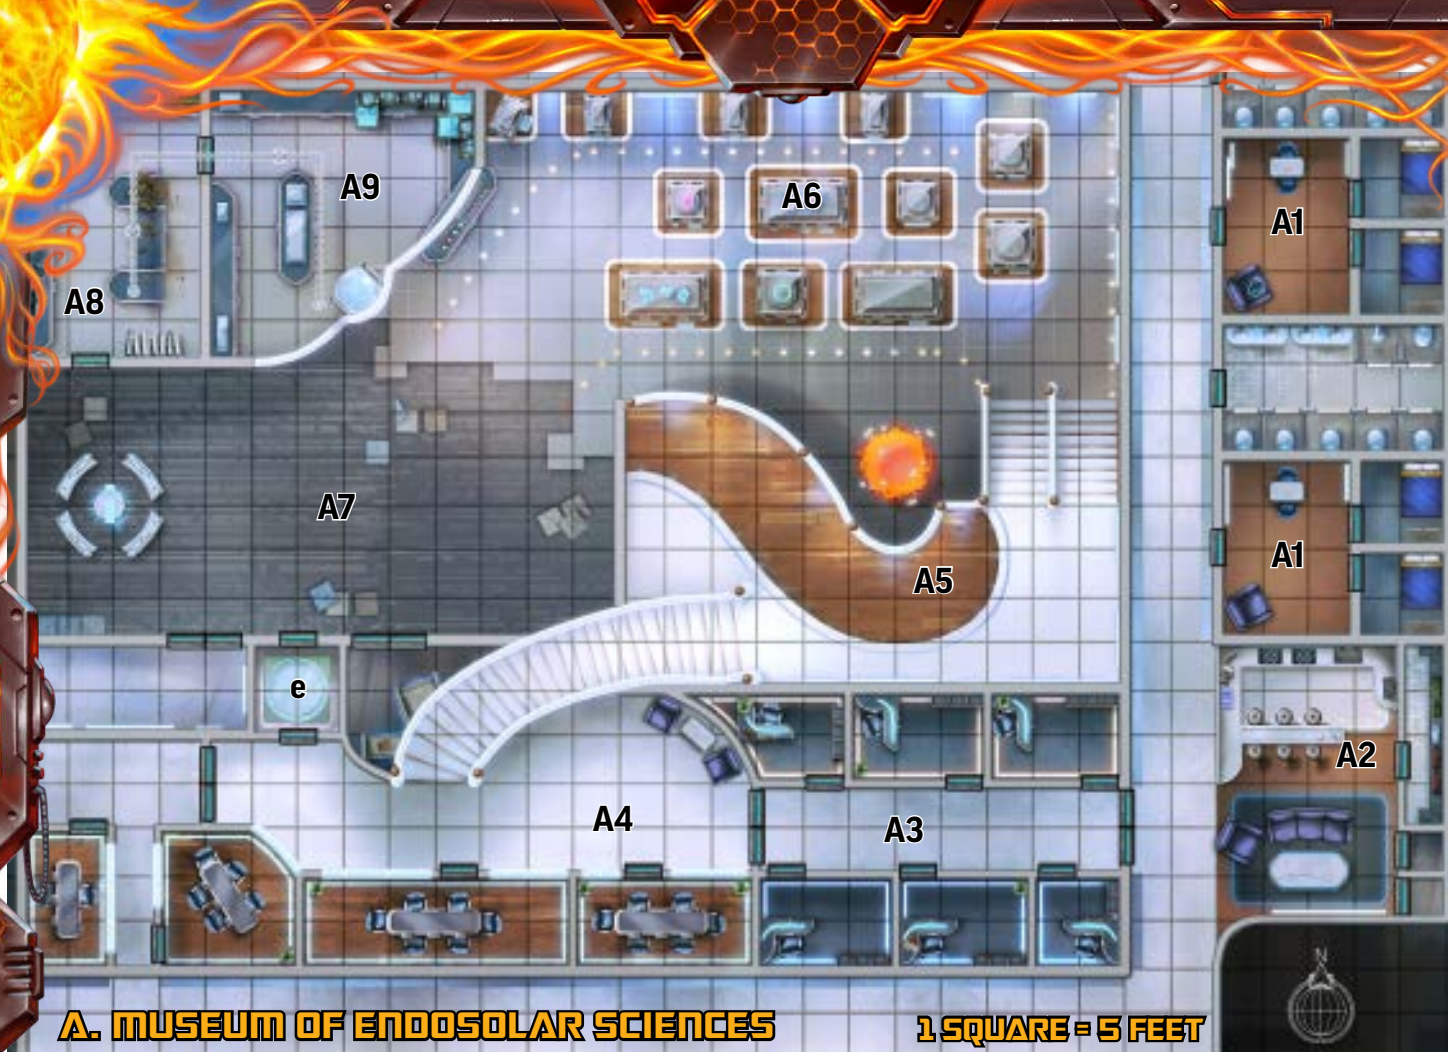 A9
A6
A1
A8
A7
A5
A1
e
A2
A4
A3
N
A. MUSEUM OF ENDOSOLAR SCIENCES
1 SQUARE = 5 FEET